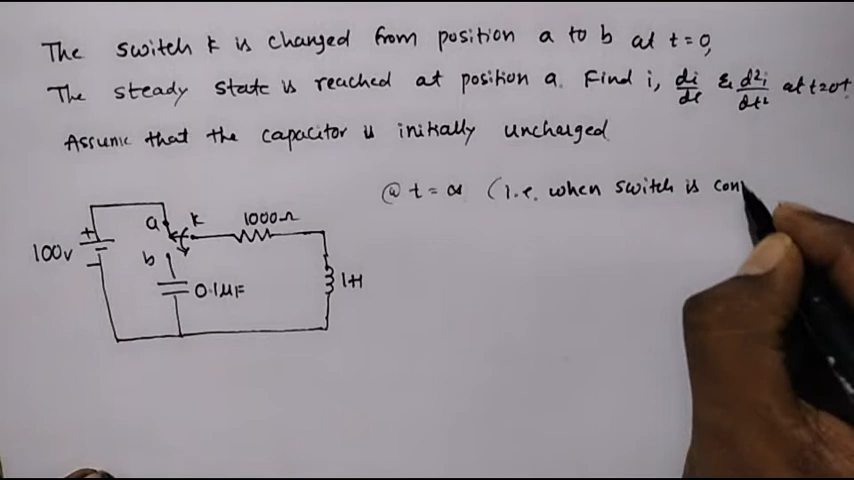 The switch k is changed from position a to b at t=0,
The steady state is reached at position a. Find i, di/dt & d²i/dt² at t=0+
Assume that the capacitor is initially uncharged
@ t = ∞ (i.e. when switch is con
a k 1000Ω
100V + −
b
0.1μF 1H